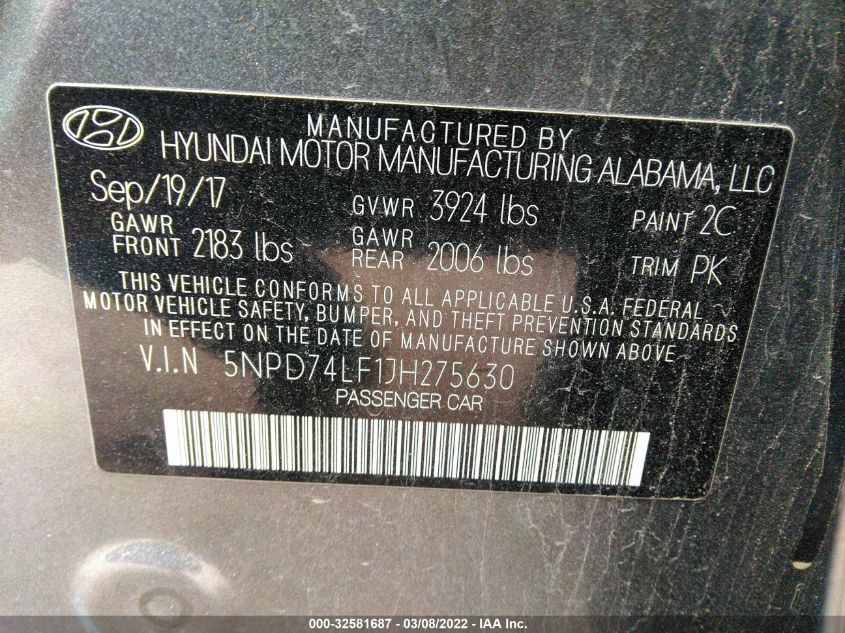 MANUFACTURED BY
HYUNDAI MOTOR MANUFACTURING ALABAMA, LLC
Sep/19/17 GVWR 3924 lbs PAINT 2C
GAWR FRONT 2183 lbs GAWR REAR 2006 lbs TRIM PK
THIS VEHICLE CONFORMS TO ALL APPLICABLE U.S.A. FEDERAL
MOTOR VEHICLE SAFETY, BUMPER, AND THEFT PREVENTION STANDARDS
IN EFFECT ON THE DATE OF MANUFACTURE SHOWN ABOVE.
V.I.N 5NPD74LF1JH275630
PASSENGER CAR
000-32581687 - 03/08/2022 - IAA Inc.